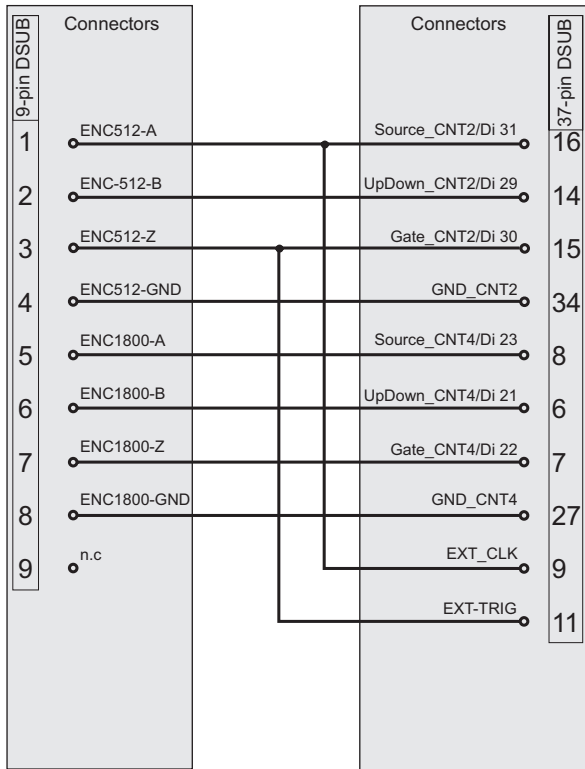 9-pin DSUB
Connectors
Connectors
37-pin DSUB
1
ENC512-A
Source_CNT2/Di 31
16
2
ENC-512-B
UpDown_CNT2/Di 29
14
3
ENC512-Z
Gate_CNT2/Di 30
15
4
ENC512-GND
GND_CNT2
34
5
ENC1800-A
Source_CNT4/Di 23
8
6
ENC1800-B
UpDown_CNT4/Di 21
6
7
ENC1800-Z
Gate_CNT4/Di 22
7
8
ENC1800-GND
GND_CNT4
27
9
n.c
EXT_CLK
9
EXT-TRIG
11